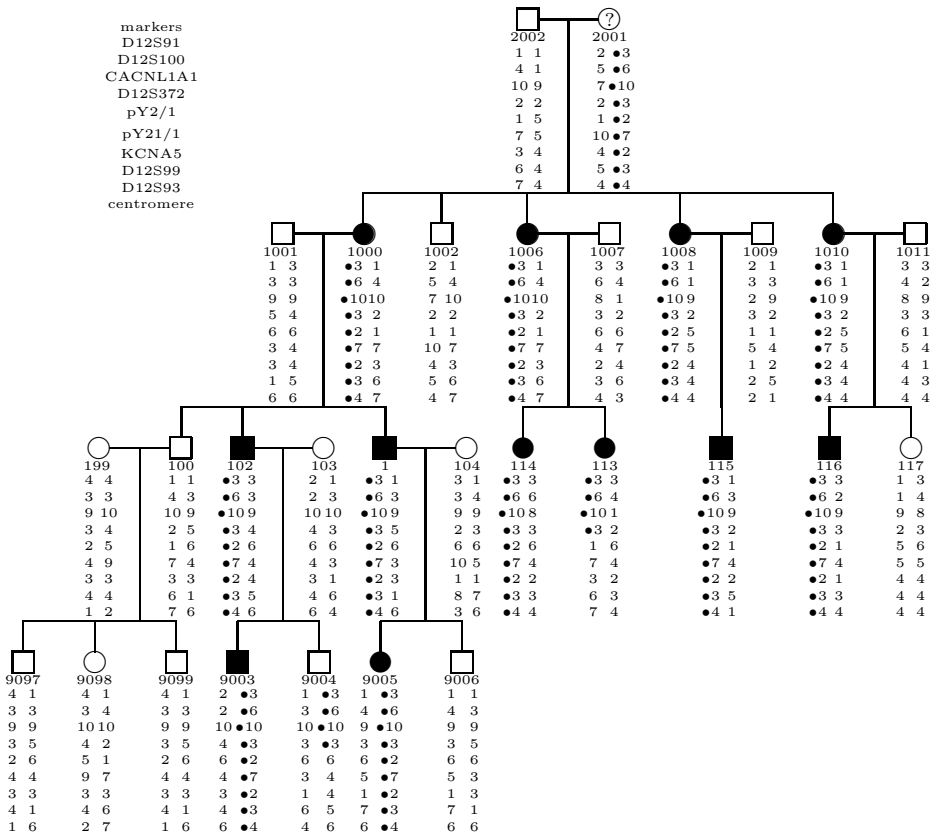 markers
D12S91
D12S100
CACNL1A1
D12S372
pY2/1
pY21/1
KCNA5
D12S99
D12S93
centromere
?
2002 2001
1 1 2 •3
4 1 5 •6
10 9 7 •10
2 2 2 •3
1 5 1 •2
7 5 10 •7
3 4 4 •2
6 4 5 •3
7 4 4 •4
1001 1000 1002 1006 1007 1008 1009 1010 1011
1 3 •3 1 2 1 •3 1 3 3 •3 1 2 1 •3 1 3 3
3 3 •6 4 5 4 •6 4 6 4 •6 1 3 3 •6 1 4 2
9 9 •10 10 7 10 •10 10 8 1 •10 9 2 9 •10 9 8 9
5 4 •3 2 2 2 •3 2 3 2 •3 2 3 2 •3 2 3 3
6 6 •2 1 1 1 •2 1 6 6 •2 5 1 1 •2 5 6 1
3 4 •7 7 10 7 •7 7 4 7 •7 5 5 4 •7 5 5 4
3 4 •2 3 4 3 •2 3 2 4 •2 4 1 2 •2 4 4 1
1 5 •3 6 5 6 •3 6 3 6 •3 4 2 5 •3 4 4 3
6 6 •4 7 4 7 •4 7 4 3 •4 4 2 1 •4 4 4 4
199 100 102 103 1 104 114 113 115 116 117
4 4 1 1 •3 3 2 1 •3 1 3 1 •3 3 •3 3 •3 1 •3 3 1 3
3 3 4 3 •6 3 2 3 •6 3 3 4 •6 6 •6 4 •6 3 •6 2 1 4
9 10 10 9 •10 9 10 10 •10 9 9 9 •10 8 •10 1 •10 9 •10 9 9 8
3 4 2 5 •3 4 4 3 •3 5 2 3 •3 3 •3 2 •3 2 •3 3 2 3
2 5 1 6 •2 6 6 6 •2 6 6 6 •2 6 1 6 •2 1 •2 1 5 6
4 9 7 4 •7 4 4 3 •7 3 10 5 •7 4 7 4 •7 4 •7 4 5 5
3 3 3 3 •2 4 3 1 •2 3 1 1 •2 2 3 2 •2 2 •2 1 4 4
4 4 6 1 •3 5 4 6 •3 1 8 7 •3 3 6 3 •3 5 •3 3 4 4
1 2 7 6 •4 6 6 4 •4 6 3 6 •4 4 7 4 •4 1 •4 4 4 4
9097 9098 9099 9003 9004 9005 9006
4 1 4 1 4 1 2 •3 1 •3 1 •3 1 1
3 3 3 4 3 3 2 •6 3 •6 4 •6 4 3
9 9 10 10 9 9 10 •10 10 •10 9 •10 9 9
3 5 4 2 3 5 4 •3 3 •3 3 •3 3 5
2 6 5 1 2 6 6 •2 6 6 6 •2 6 6
4 4 9 7 4 4 4 •7 3 4 5 •7 5 3
3 3 3 3 3 3 3 •2 1 4 1 •2 1 3
4 1 4 6 4 1 4 •3 6 5 7 •3 7 1
1 6 2 7 1 6 6 •4 4 6 6 •4 6 6